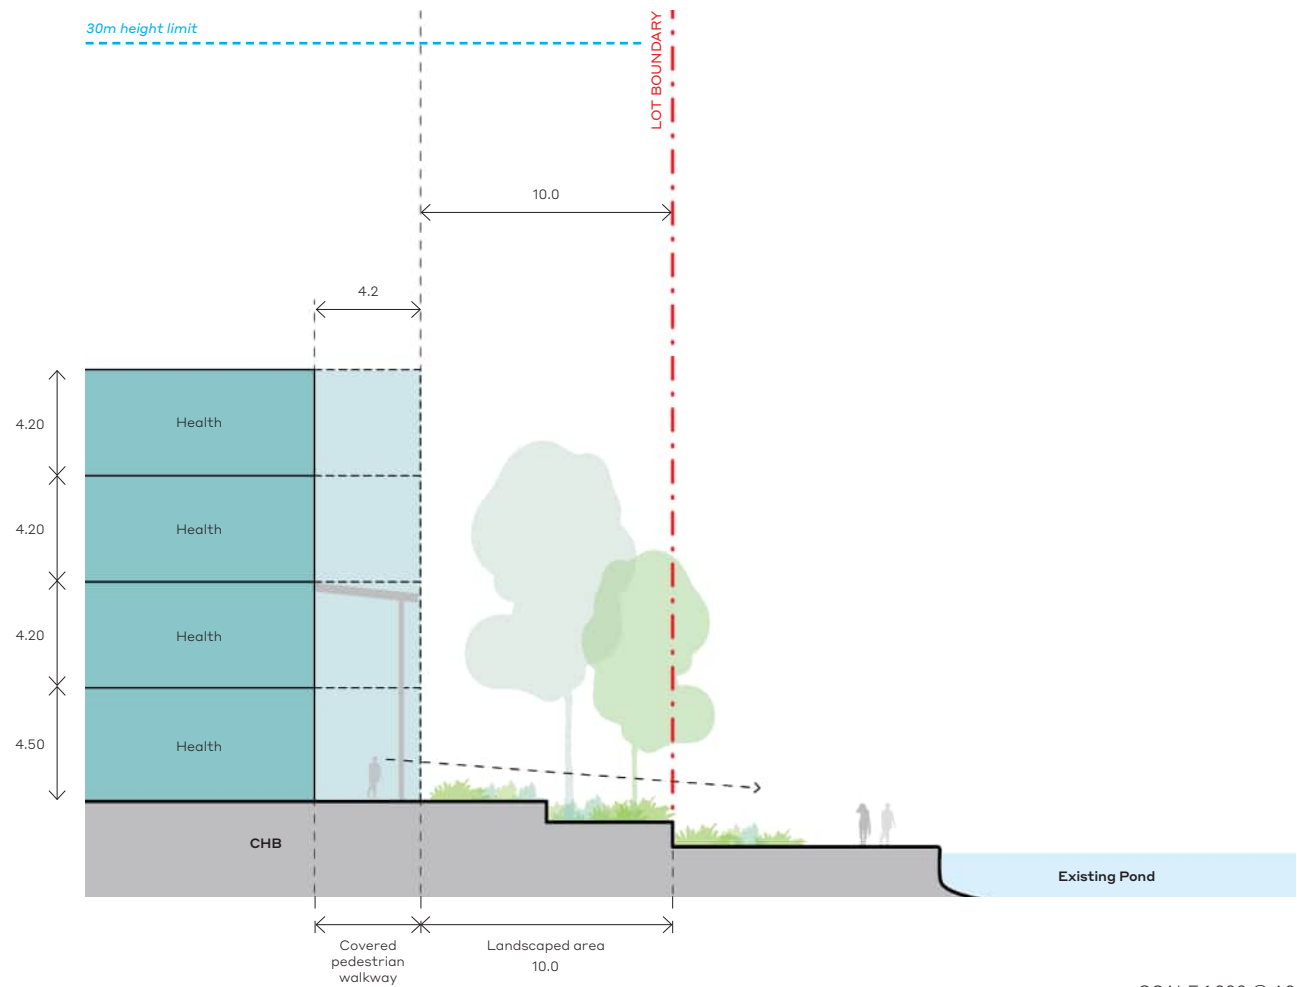 30m height limit
LOT BOUNDARY
10.0
4.2
4.20
Health
4.20
Health
4.20
Health
4.50
Health
CHB
Existing Pond
Covered
pedestrian
walkway
Landscaped area
10.0